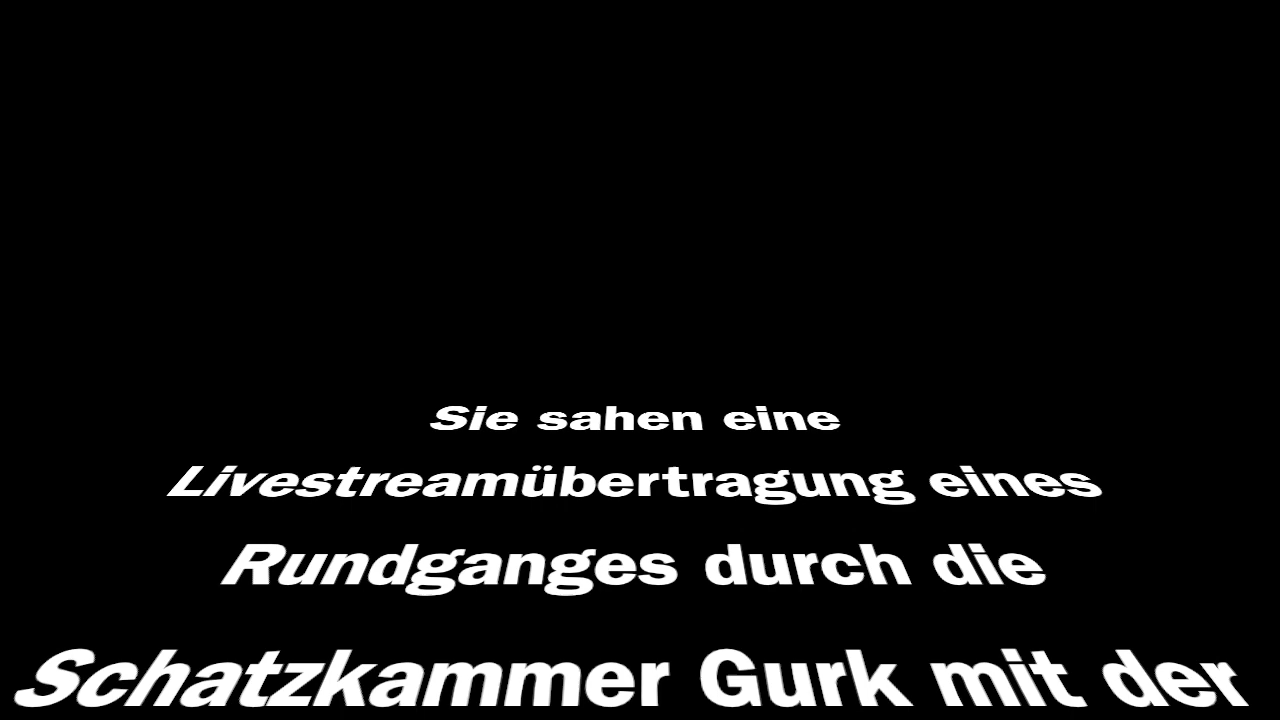 Sie sahen eine
Livestreamübertragung eines
Rundganges durch die
Schatzkammer Gurk mit der